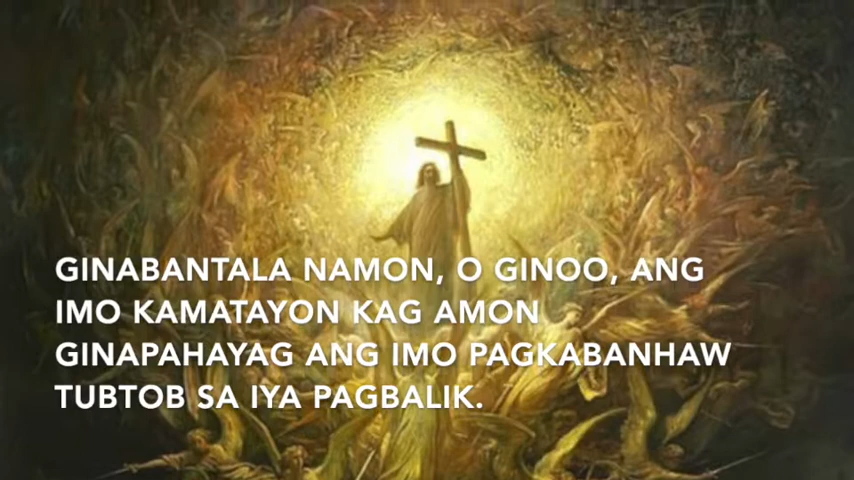 GINABANTALA NAMON, O GINOO, ANG
IMO KAMATAYON KAG AMON
GINAPAHAYAG ANG IMO PAGKABANHAW
TUBTOB SA IYA PAGBALIK.